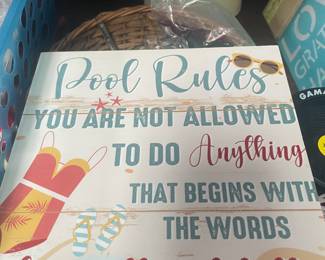 Pool Rules
YOU ARE NOT ALLOWED
TO DO Anything
THAT BEGINS WITH
THE WORDS